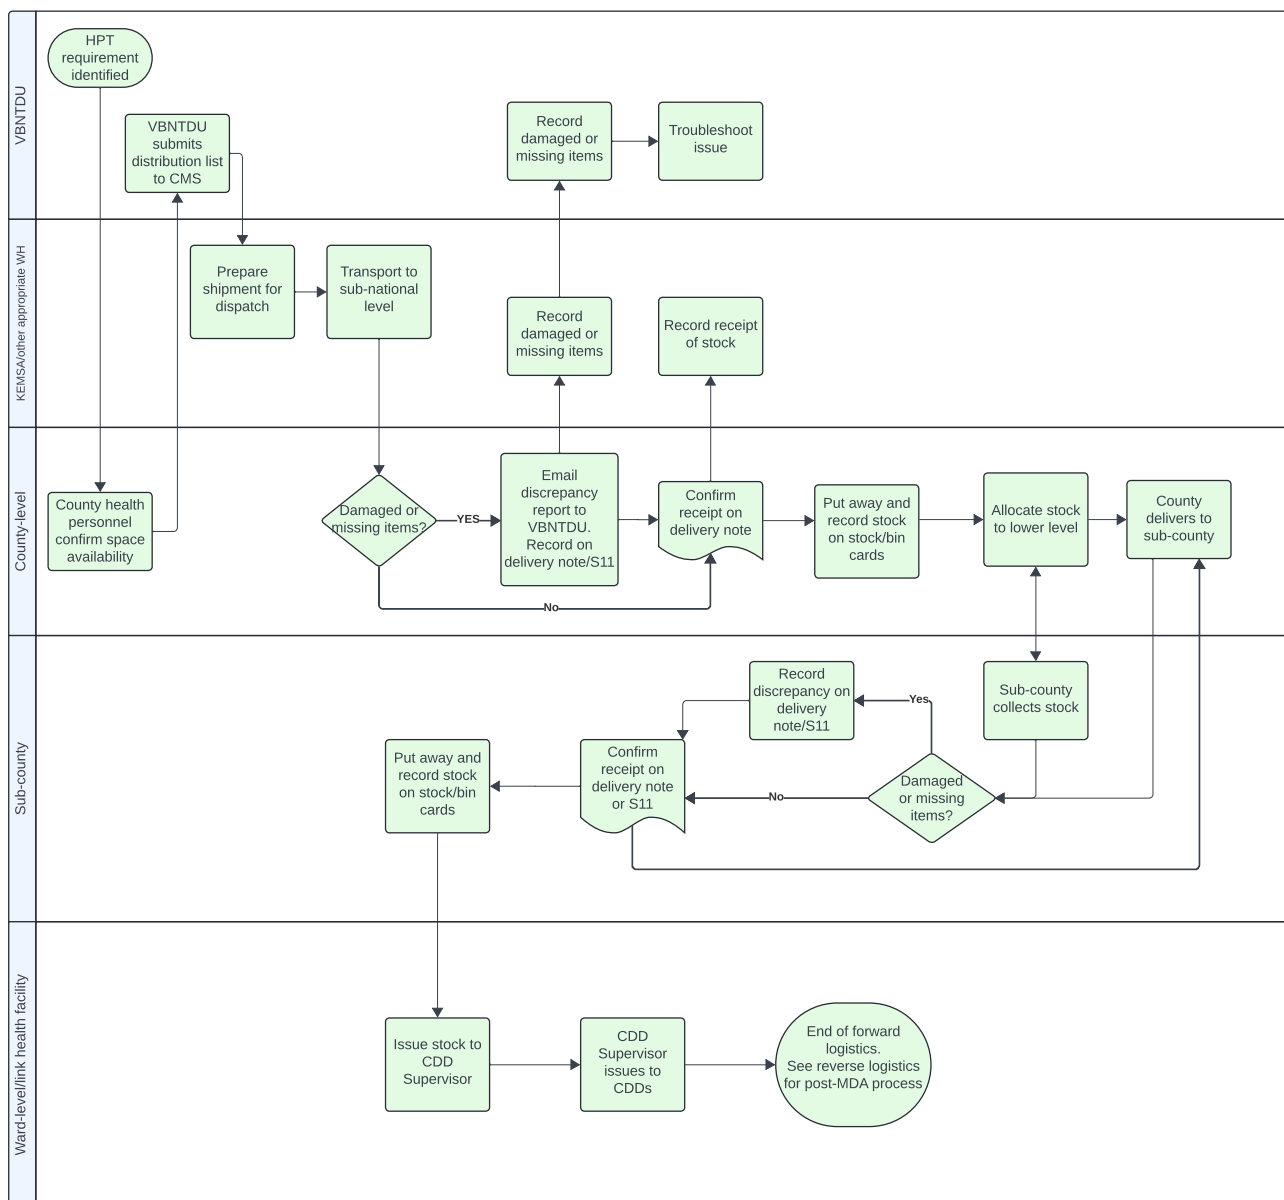 VBNTDU
HPT
requirement
identified
VBNTDU
submits
distribution list
to CMS
Record
damaged or
missing items
Troubleshoot
issue
KEMSA/other appropriate WH
Prepare
shipment for
dispatch
Transport to
sub-national
level
Record
damaged or
missing items
Record receipt
of stock
County-level
County health
personnel
confirm space
availability
Damaged or
missing items?
YES
No
Email
discrepancy
report to
VBNTDU.
Record on
delivery note/S11
Confirm
receipt on
delivery note
Put away and
record stock
on stock/bin
cards
Allocate stock
to lower level
County
delivers to
sub-county
Sub-county
Sub-county
collects stock
Damaged
or missing
items?
Yes
No
Record
discrepancy on
delivery
note/S11
Confirm
receipt on
delivery note
or S11
Put away and
record stock
on stock/bin
cards
Ward-level/link health facility
Issue stock to
CDD
Supervisor
CDD
Supervisor
issues to
CDDs
End of forward
logistics.
See reverse logistics
for post-MDA process